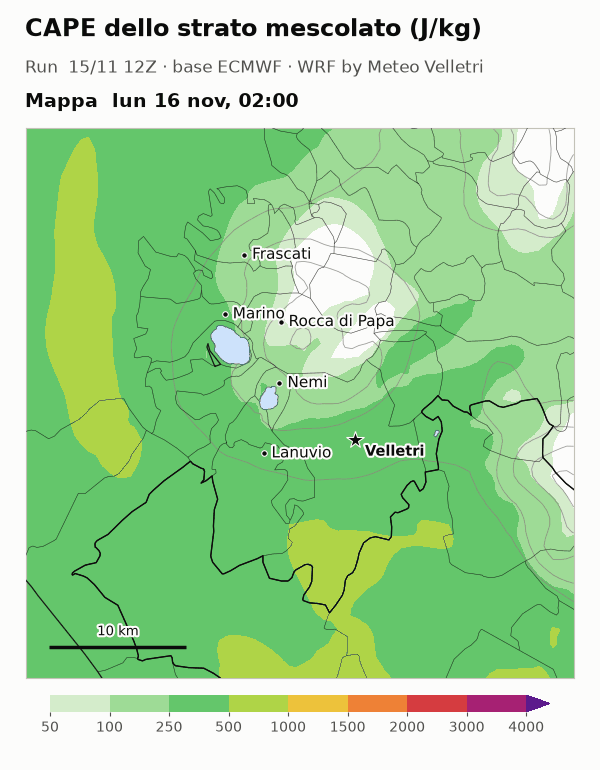 CAPE dello strato mescolato (J/kg)
Run  15/11 12Z · base ECMWF · WRF by Meteo Velletri
Mappa  lun 16 nov, 02:00
Frascati
Marino
Rocca di Papa
Nemi
Velletri
Lanuvio
10 km
50 100 250 500 1000 1500 2000 3000 4000